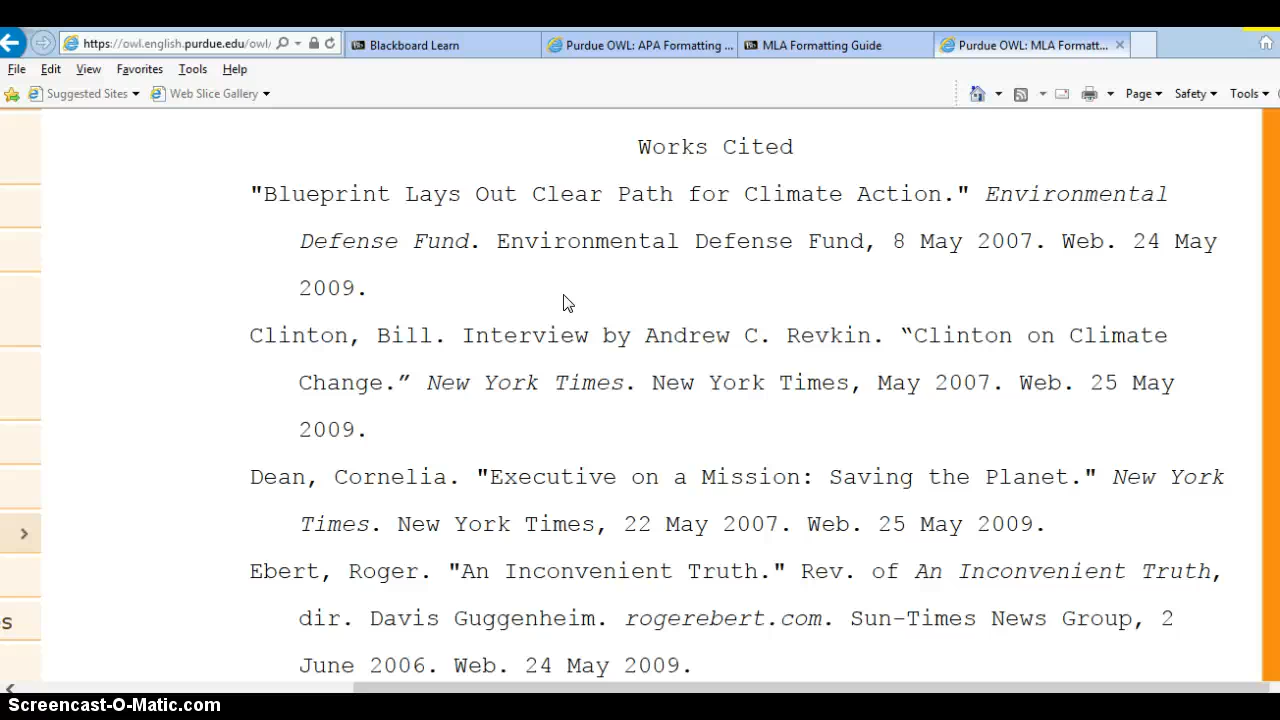 https://owl.english.purdue.edu/owl/
Blackboard Learn
Purdue OWL: APA Formatting ...
MLA Formatting Guide
Purdue OWL: MLA Formatt...
File Edit View Favorites Tools Help
Suggested Sites Web Slice Gallery Page Safety Tools
Works Cited
"Blueprint Lays Out Clear Path for Climate Action." Environmental
Defense Fund. Environmental Defense Fund, 8 May 2007. Web. 24 May
2009.
Clinton, Bill. Interview by Andrew C. Revkin. “Clinton on Climate
Change.” New York Times. New York Times, May 2007. Web. 25 May
2009.
Dean, Cornelia. "Executive on a Mission: Saving the Planet." New York
Times. New York Times, 22 May 2007. Web. 25 May 2009.
Ebert, Roger. "An Inconvenient Truth." Rev. of An Inconvenient Truth,
dir. Davis Guggenheim. rogerebert.com. Sun-Times News Group, 2
June 2006. Web. 24 May 2009.
Screencast-O-Matic.com